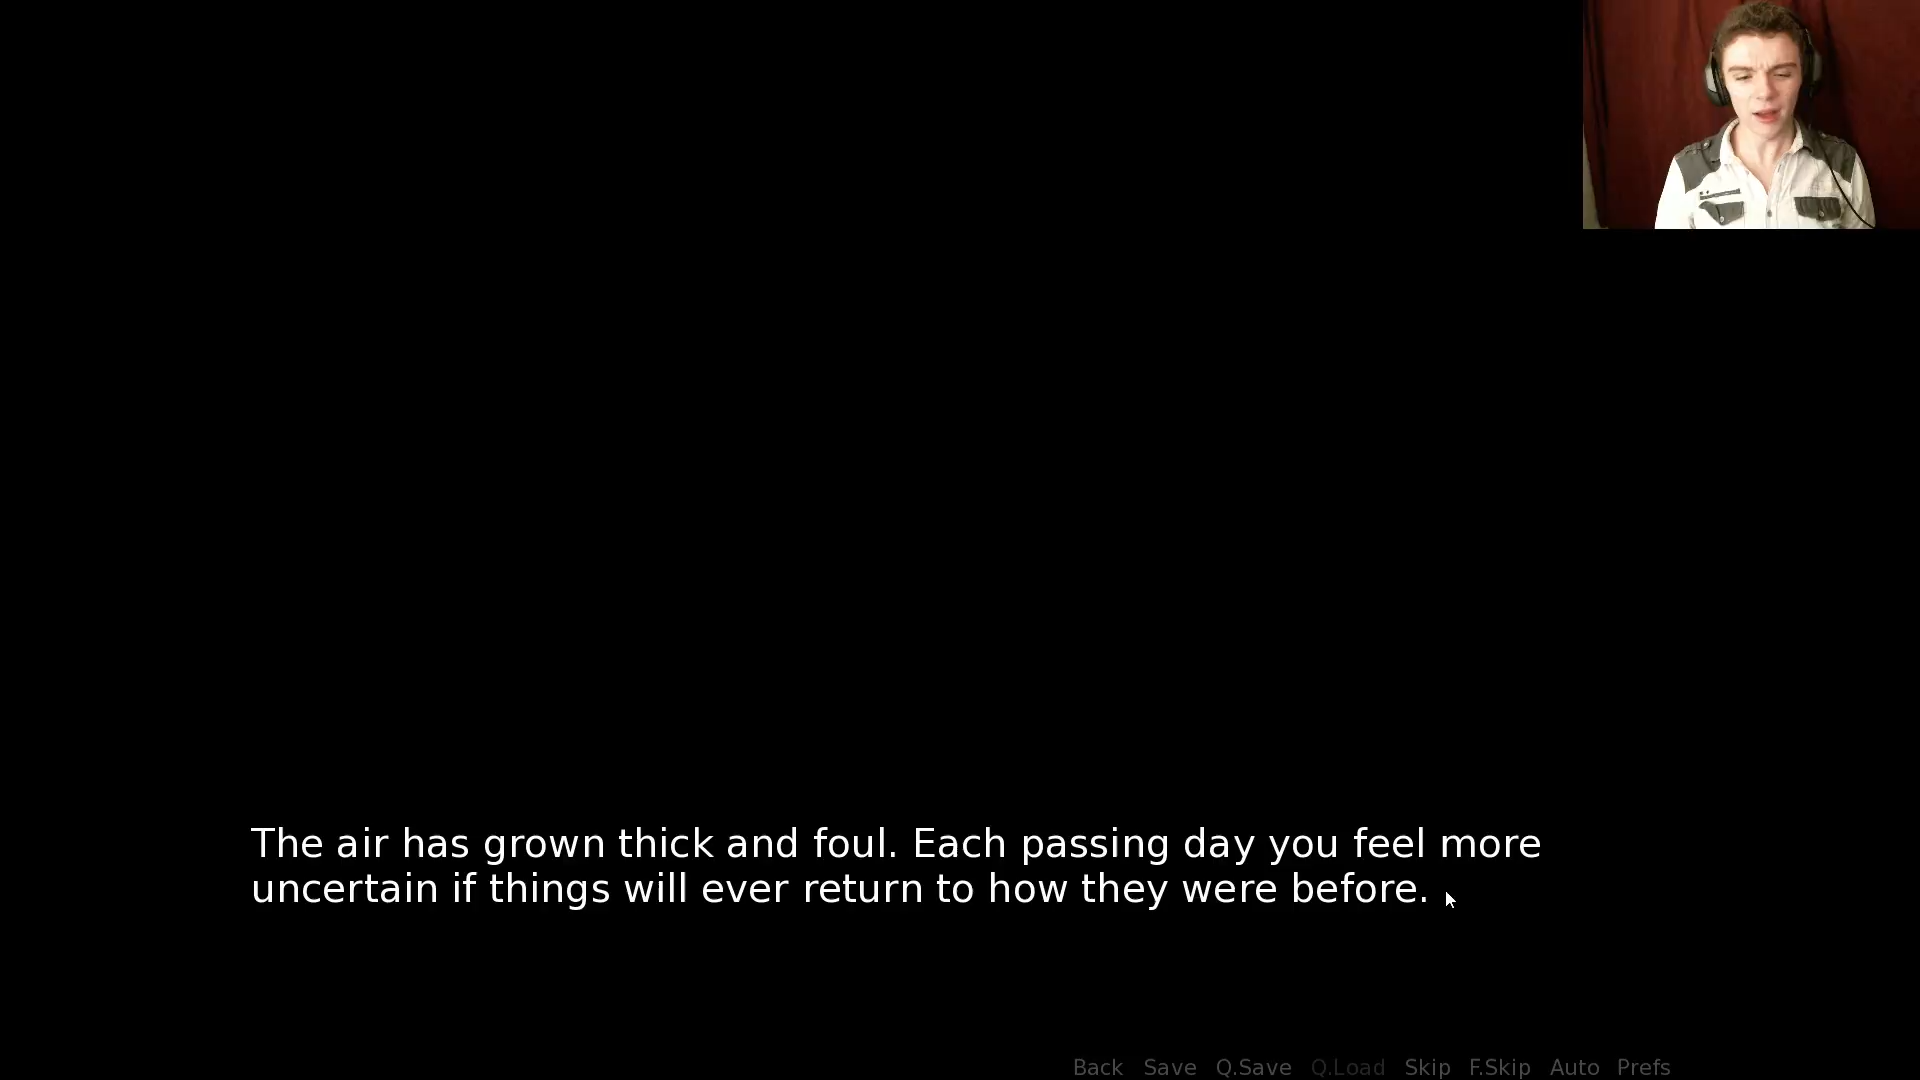 The air has grown thick and foul. Each passing day you feel more
uncertain if things will ever return to how they were before.
Back Save Q.Save Q.Load Skip F.Skip Auto Prefs